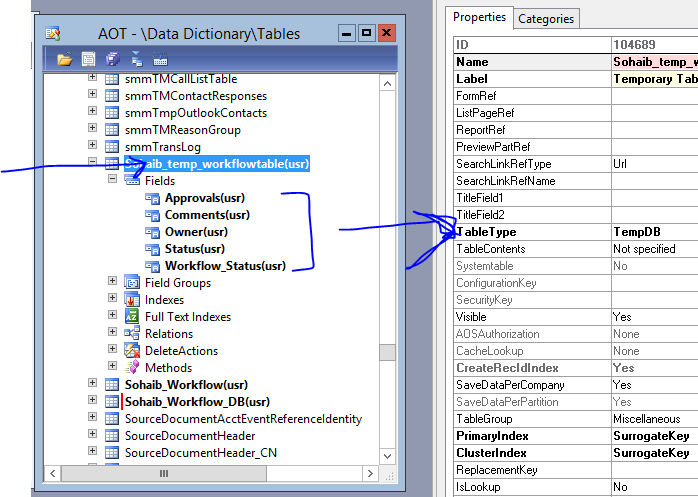 AOT - \Data Dictionary\Tables
smmTMCallListTable
smmTMContactResponses
smmTmpOutlookContacts
smmTMReasonGroup
smmTransLog
Sohaib_temp_workflowtable(usr)
Fields
Approvals(usr)
Comments(usr)
Owner(usr)
Status(usr)
Workflow_Status(usr)
Field Groups
Indexes
Full Text Indexes
Relations
DeleteActions
Methods
Sohaib_Workflow(usr)
Sohaib_Workflow_DB(usr)
SourceDocumentAcctEventReferenceIdentity
SourceDocumentHeader
SourceDocumentHeader_CN
Properties Categories
ID 104689
Name Sohaib_temp_w
Label Temporary Tab
FormRef
ListPageRef
ReportRef
PreviewPartRef
SearchLinkRefType Url
SearchLinkRefName
TitleField1
TitleField2
TableType TempDB
TableContents Not specified
Systemtable No
ConfigurationKey
SecurityKey
Visible Yes
AOSAuthorization None
CacheLookup None
CreateRecIdIndex Yes
SaveDataPerCompany Yes
SaveDataPerPartition Yes
TableGroup Miscellaneous
PrimaryIndex SurrogateKey
ClusterIndex SurrogateKey
ReplacementKey
IsLookup No